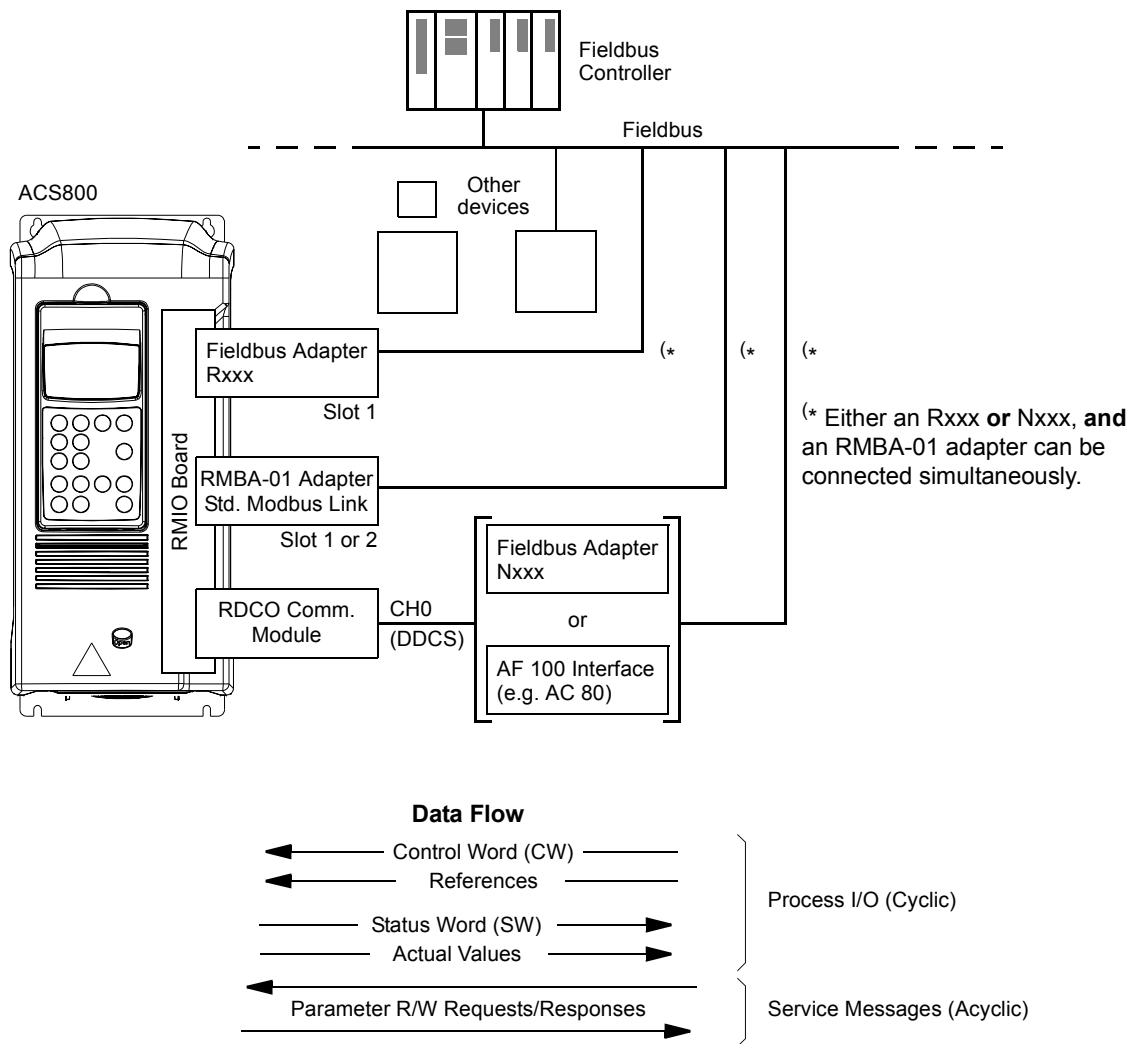 Fieldbus
Controller
Fieldbus
ACS800
Other
devices
Fieldbus Adapter
Rxxx
Slot 1
(*
(*
(*
(* Either an Rxxx or Nxxx, and
an RMBA-01 adapter can be
connected simultaneously.
RMIO Board
RMBA-01 Adapter
Std. Modbus Link
Slot 1 or 2
Fieldbus Adapter
Nxxx
RDCO Comm.
Module
CH0
(DDCS)
or
AF 100 Interface
(e.g. AC 80)
Open
Data Flow
Control Word (CW)
References
Process I/O (Cyclic)
Status Word (SW)
Actual Values
Parameter R/W Requests/Responses
Service Messages (Acyclic)